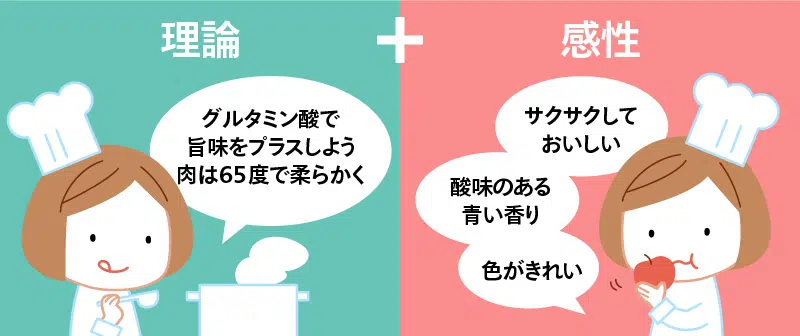 理論
+
感性
グルタミン酸で
旨味をプラスしよう
肉は65度で柔らかく
サクサクして
おいしい
酸味のある
青い香り
色がきれい